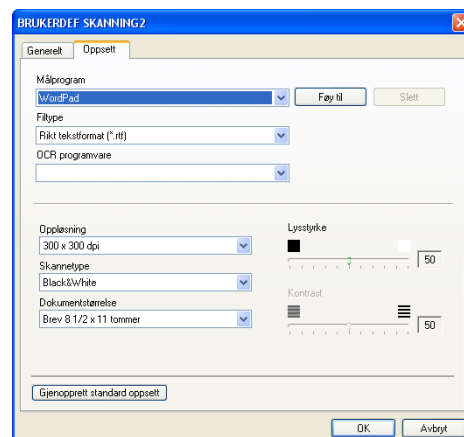 BRUKERDEF SKANNING2
Generelt Oppsett
Målprogram
WordPad Føy til Slett
Filtype
Rikt tekstformat (*.rtf)
OCR programvare
Oppløsning
300 x 300 dpi
Skannetype
Black&White
Dokumentstørrelse
Brev 8 1/2 x 11 tommer
Lysstyrke
50
Kontrast
50
Gjenopprett standard oppsett
OK Avbryt